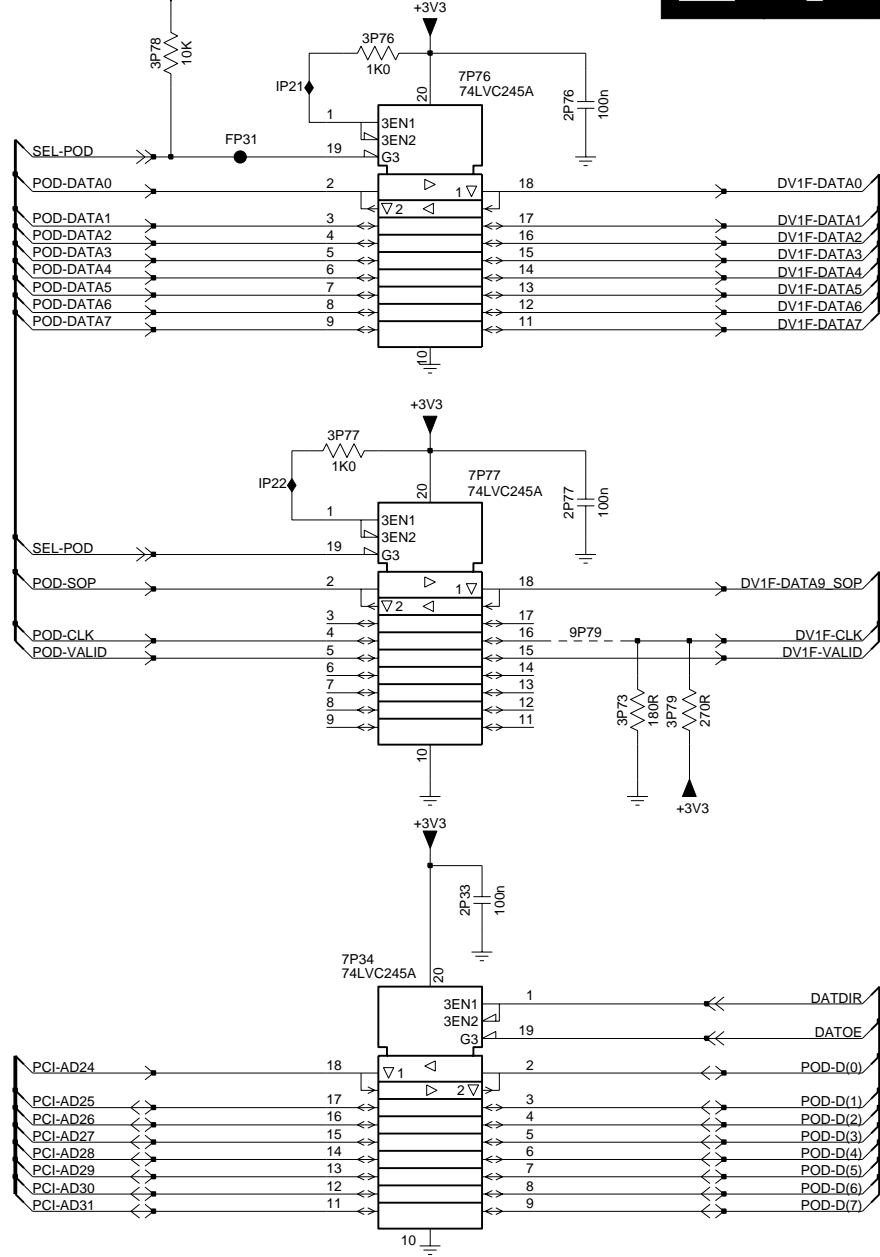 +3V3
3P78
10K
3P76
1K0
IP21
7P76
74LVC245A
20
2P76
100n
1
3EN1
3EN2
SEL-POD
FP31
19
G3
POD-DATA0
2
1
18
DV1F-DATA0
2
POD-DATA1
3
17
DV1F-DATA1
POD-DATA2
4
16
DV1F-DATA2
POD-DATA3
5
15
DV1F-DATA3
POD-DATA4
6
14
DV1F-DATA4
POD-DATA5
7
13
DV1F-DATA5
POD-DATA6
8
12
DV1F-DATA6
POD-DATA7
9
11
DV1F-DATA7
10
+3V3
3P77
1K0
IP22
7P77
74LVC245A
20
2P77
100n
1
3EN1
3EN2
SEL-POD
19
G3
POD-SOP
2
1
18
DV1F-DATA9_SOP
2
3
17
POD-CLK
4
16
9P79
DV1F-CLK
POD-VALID
5
15
DV1F-VALID
6
14
7
13
8
12
9
11
3P73
180R
3P79
270R
10
+3V3
+3V3
2P33
100n
7P34
74LVC245A
20
3EN1
1
DATDIR
3EN2
G3
19
DATOE
PCI-AD24
18
1
2
POD-D(0)
2
PCI-AD25
17
3
POD-D(1)
PCI-AD26
16
4
POD-D(2)
PCI-AD27
15
5
POD-D(3)
PCI-AD28
14
6
POD-D(4)
PCI-AD29
13
7
POD-D(5)
PCI-AD30
12
8
POD-D(6)
PCI-AD31
11
9
POD-D(7)
10